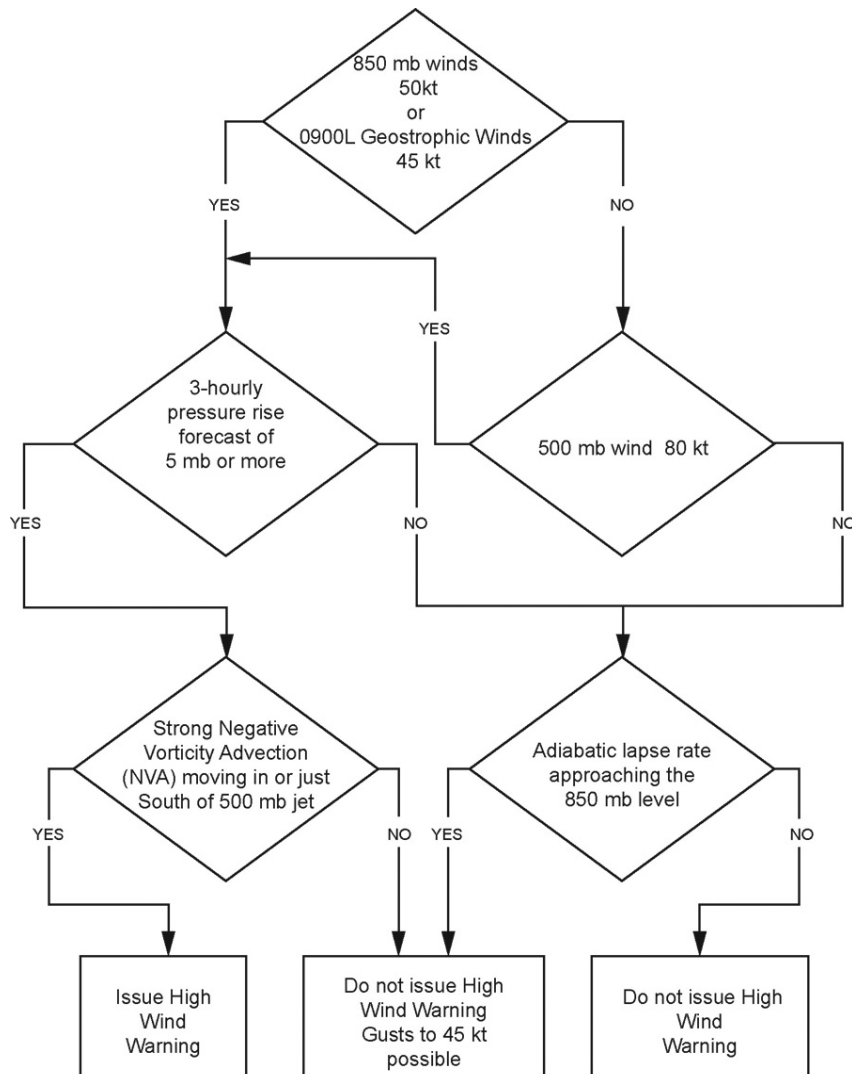 850 mb winds
50kt
or
0900L Geostrophic Winds
45 kt
YES
NO
YES
3-hourly
pressure rise
forecast of
5 mb or more
500 mb wind  80 kt
YES
NO
NO
Strong Negative
Vorticity Advection
(NVA) moving in or just
South of 500 mb jet
Adiabatic lapse rate
approaching the
850 mb level
YES
NO
YES
NO
Issue High
Wind
Warning
Do not issue High
Wind Warning
Gusts to 45 kt
possible
Do not issue High
Wind
Warning